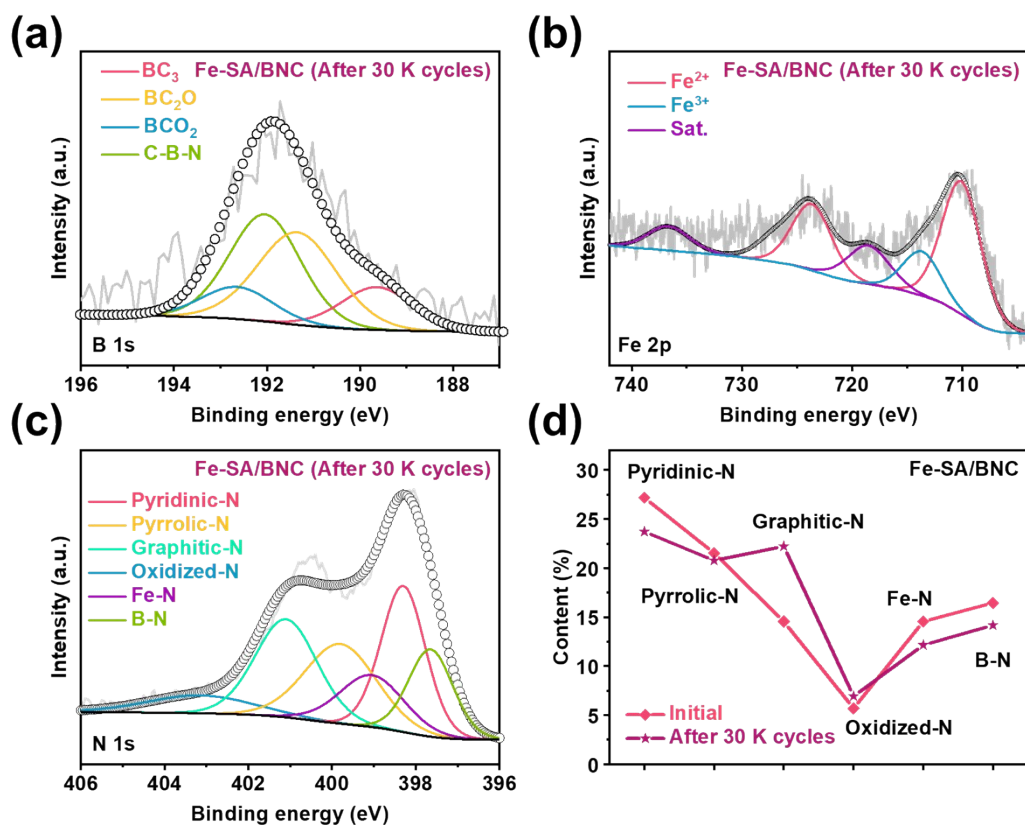 (a)
Fe-SA/BNC (After 30 K cycles)
BC3
BC2O
BCO2
C-B-N
Intensity (a.u.)
B 1s
196 194 192 190 188
Binding energy (eV)
(b)
Fe-SA/BNC (After 30 K cycles)
Fe2+
Fe3+
Sat.
Intensity (a.u.)
Fe 2p
740 730 720 710
Binding energy (eV)
(c)
Fe-SA/BNC (After 30 K cycles)
Pyridinic-N
Pyrrolic-N
Graphitic-N
Oxidized-N
Fe-N
B-N
Intensity (a.u.)
N 1s
406 404 402 400 398 396
Binding energy (eV)
(d)
Fe-SA/BNC
Pyridinic-N
Graphitic-N
Pyrrolic-N
Fe-N
B-N
Oxidized-N
Initial
After 30 K cycles
Content (%)
30
25
20
15
10
5
0